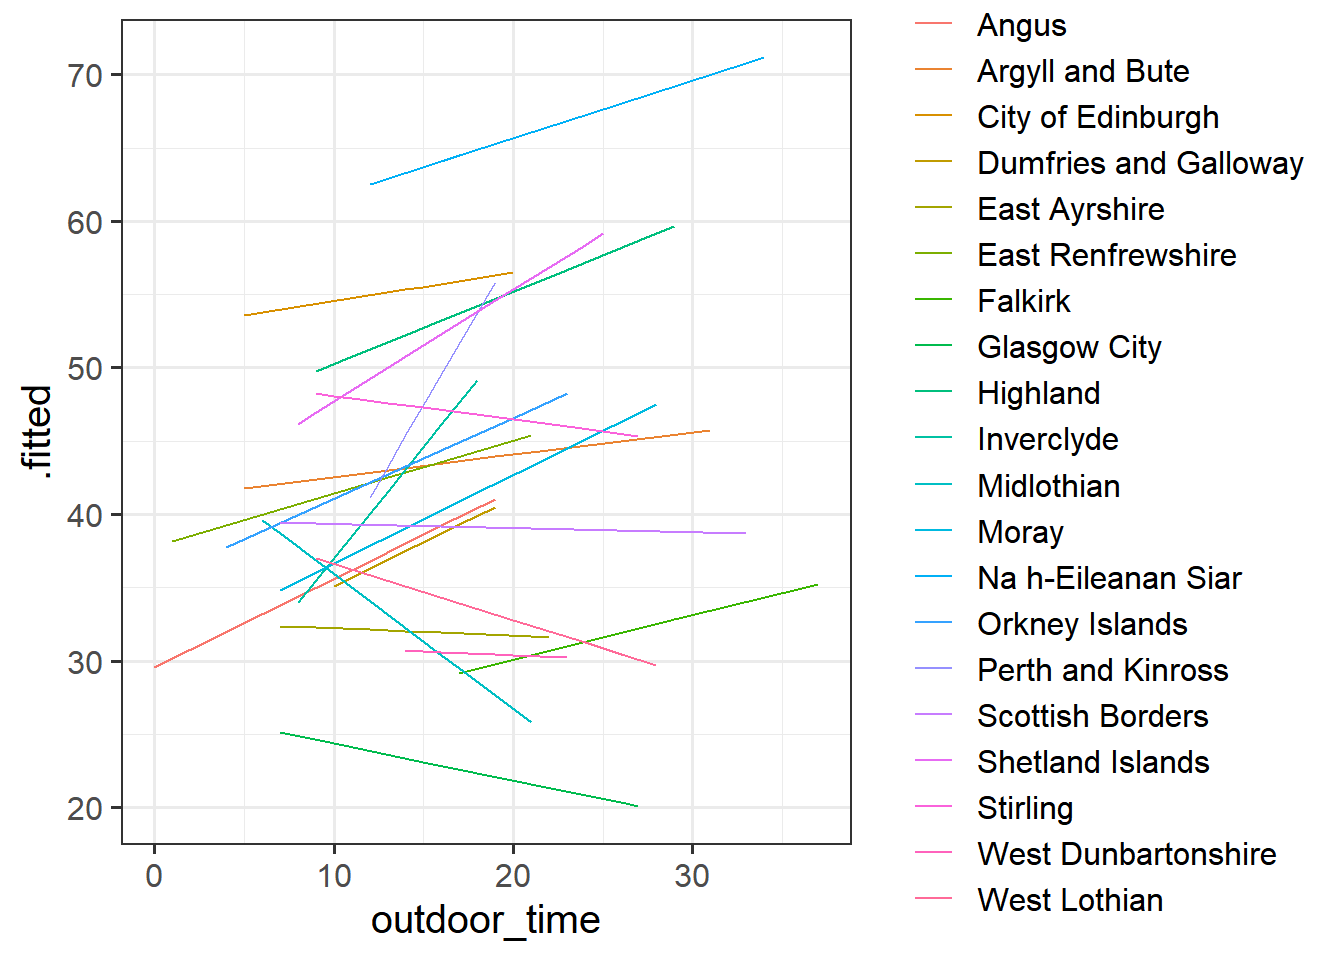 70
60
50
40
30
20
.fitted
0 10 20 30
outdoor_time
Angus
Argyll and Bute
City of Edinburgh
Dumfries and Galloway
East Ayrshire
East Renfrewshire
Falkirk
Glasgow City
Highland
Inverclyde
Midlothian
Moray
Na h-Eileanan Siar
Orkney Islands
Perth and Kinross
Scottish Borders
Shetland Islands
Stirling
West Dunbartonshire
West Lothian